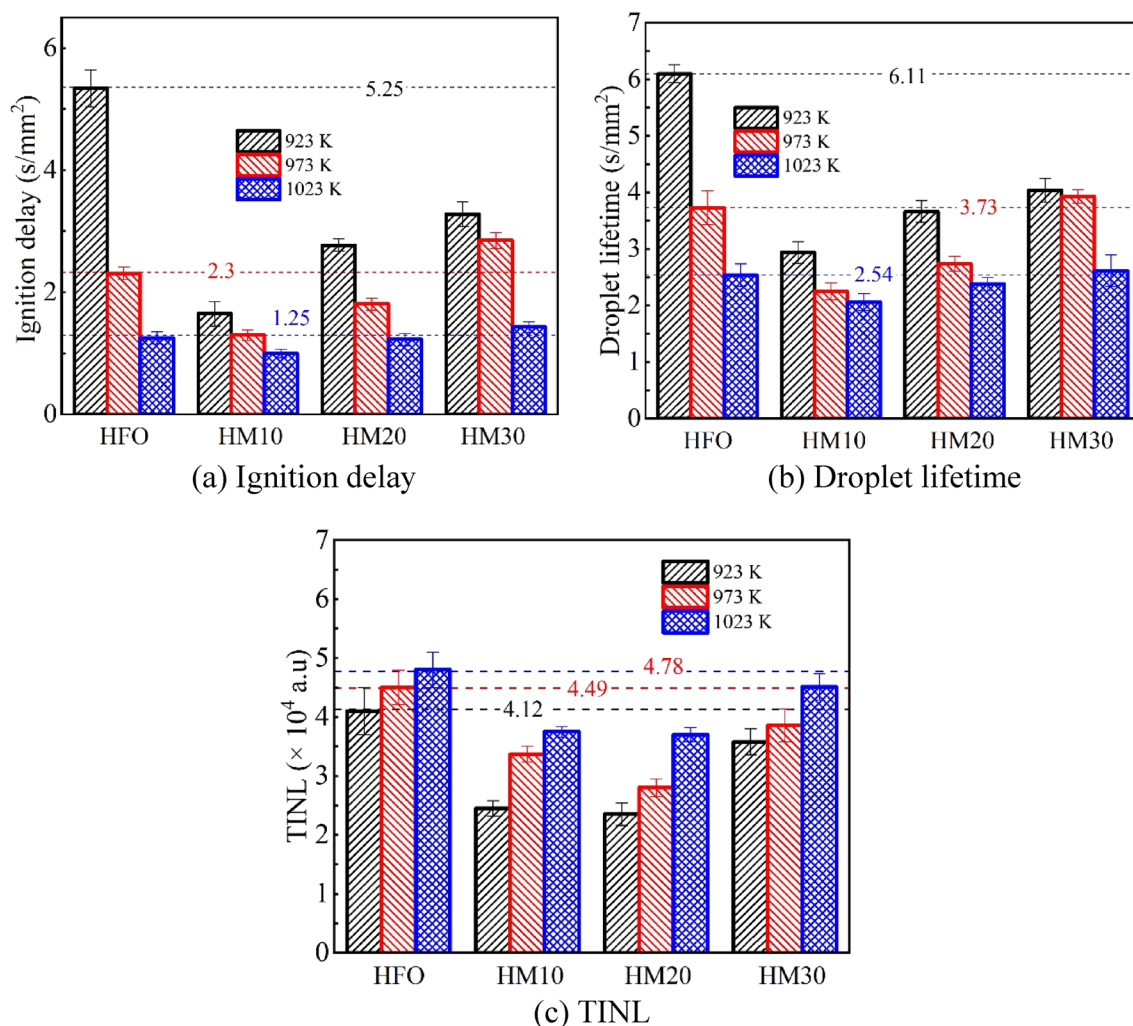 Ignition delay (s/mm²)
6
4
2
0
5.25
923 K
973 K
1023 K
2.3
1.25
HFO HM10 HM20 HM30
(a) Ignition delay
Droplet lifetime (s/mm²)
7
6
5
4
3
2
1
0
6.11
923 K
973 K
1023 K
3.73
2.54
HFO HM10 HM20 HM30
(b) Droplet lifetime
TINL (× 10⁴ a.u)
7
6
5
4
3
2
1
0
923 K
973 K
1023 K
4.78
4.49
4.12
HFO HM10 HM20 HM30
(c) TINL